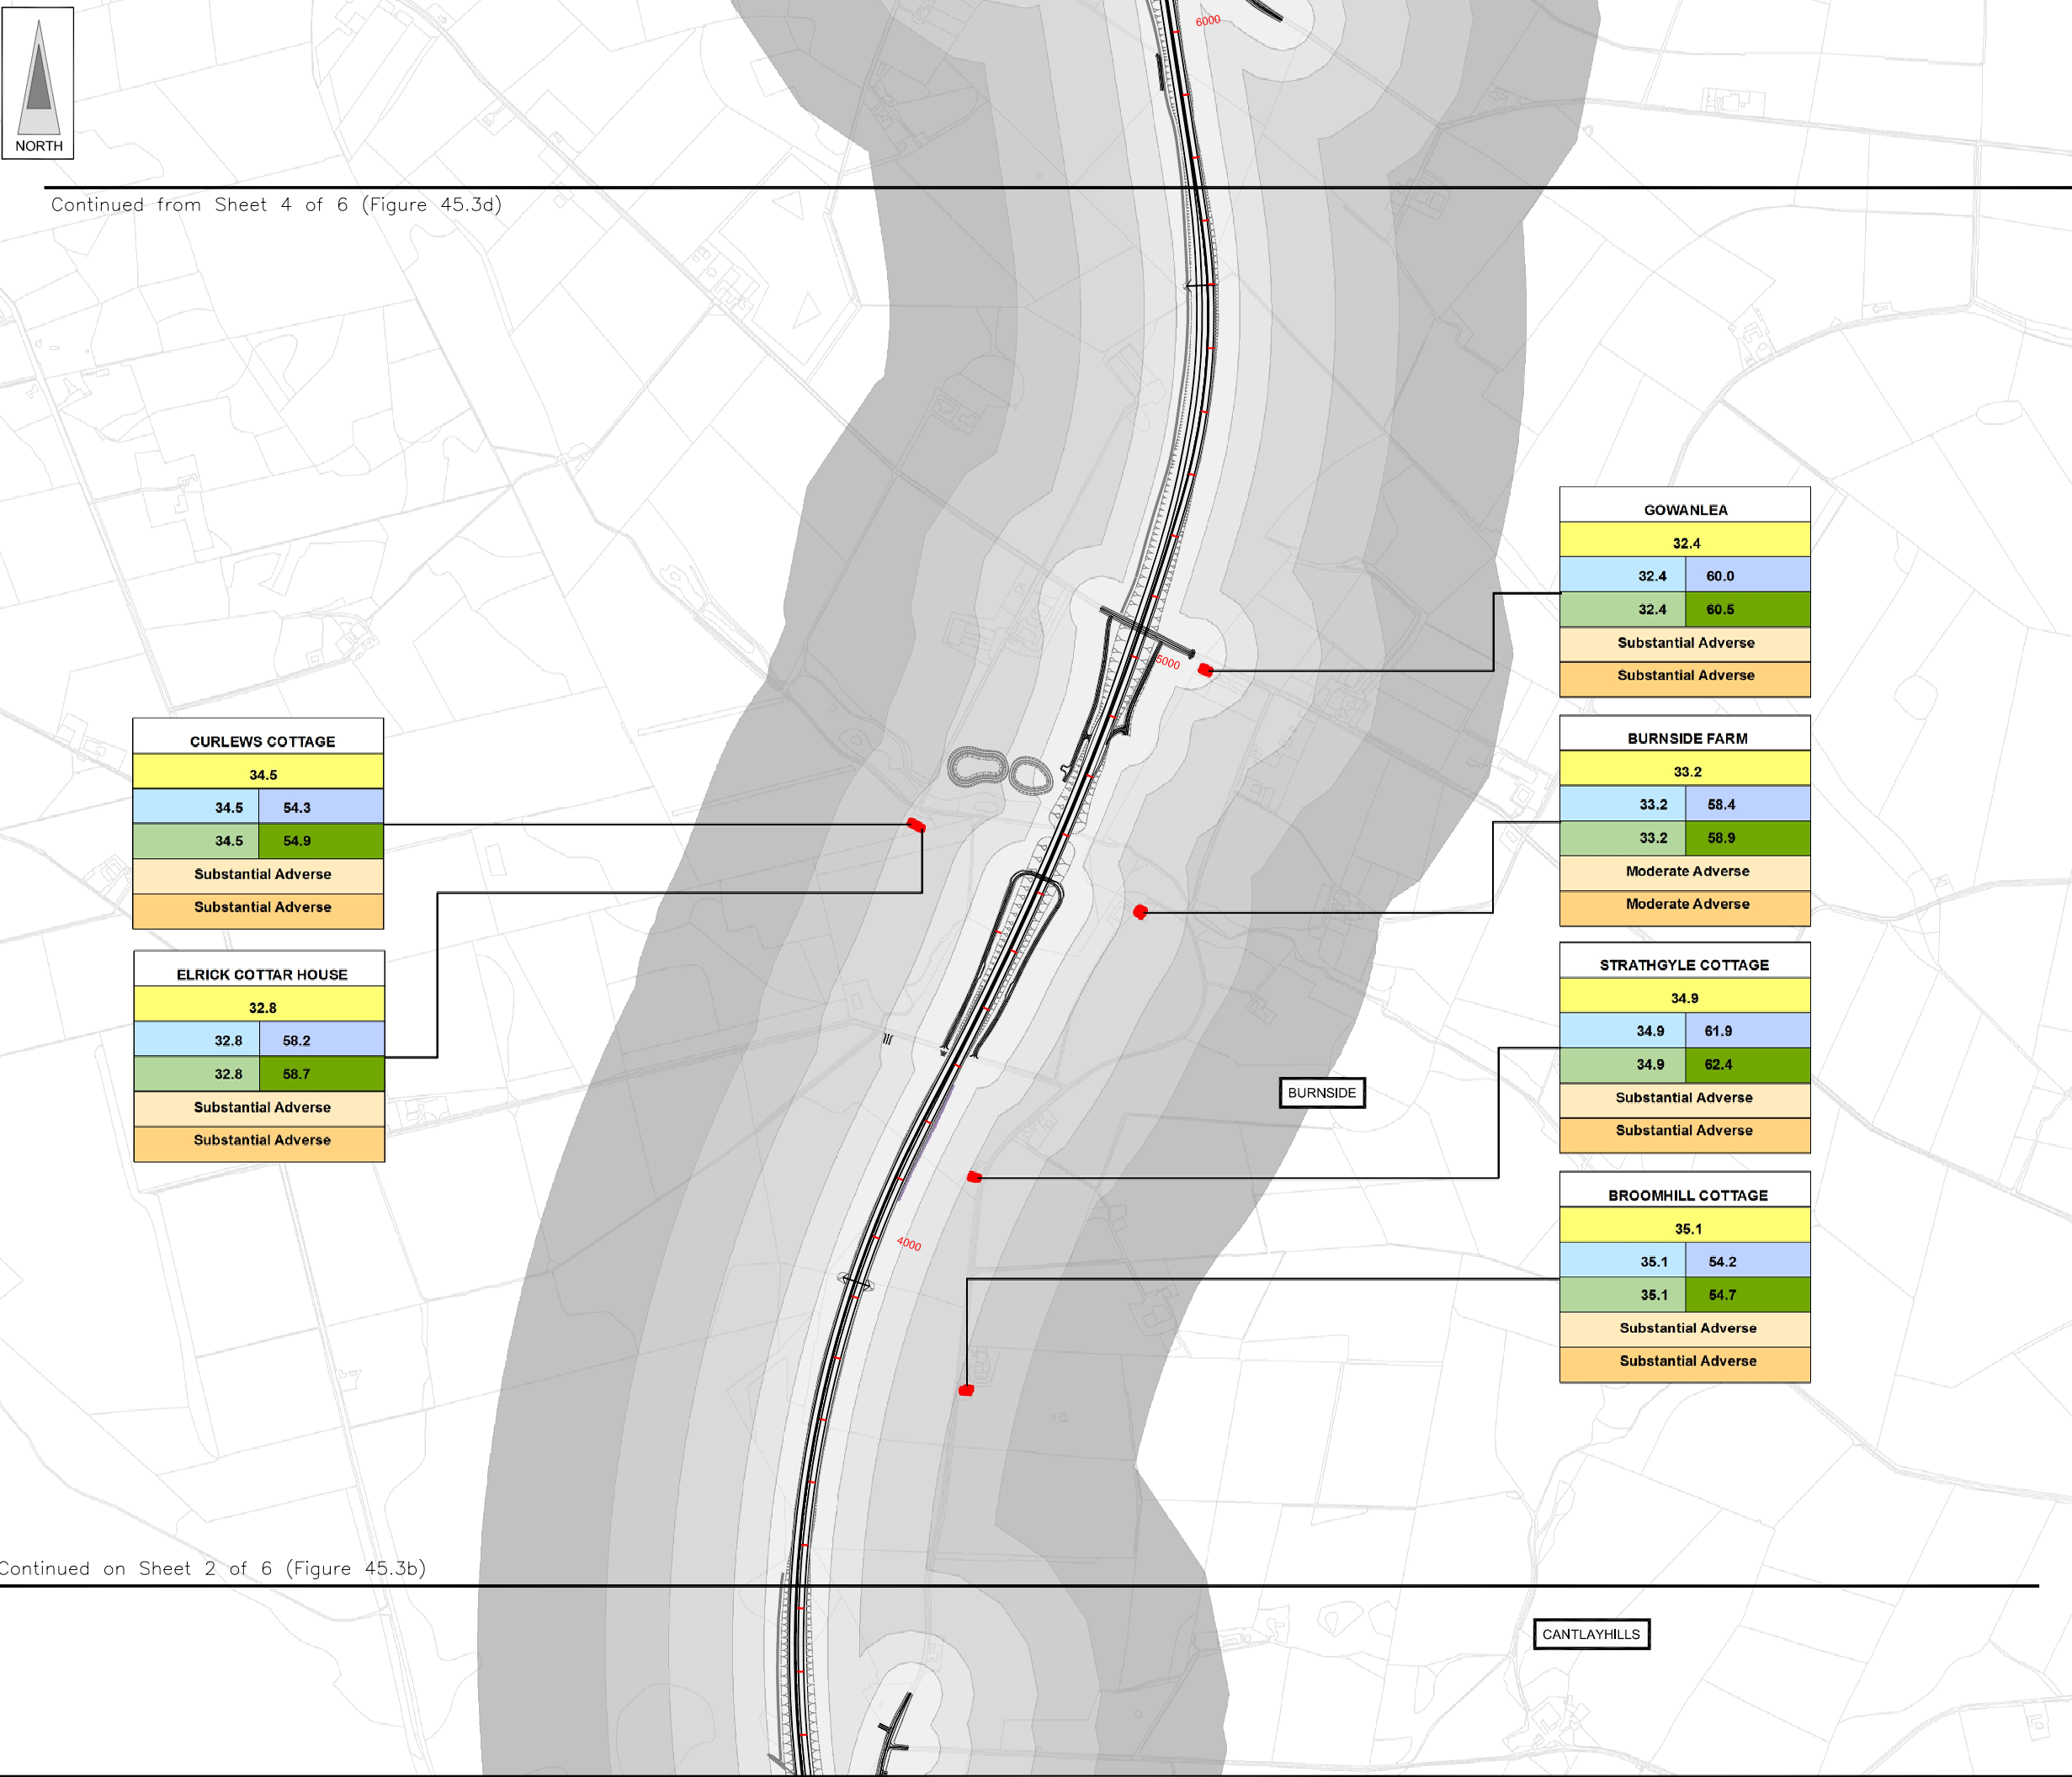 6000
NORTH
Continued from Sheet 4 of 6 (Figure 45.3d)
GOWANLEA
32.4
32.4 60.0
32.4 60.5
Substantial Adverse
Substantial Adverse
5000
CURLEWS COTTAGE
34.5
34.5 54.3
34.5 54.9
Substantial Adverse
Substantial Adverse
BURNSIDE FARM
33.2
33.2 58.4
33.2 58.9
Moderate Adverse
Moderate Adverse
ELRICK COTTAR HOUSE
32.8
32.8 58.2
32.8 58.7
Substantial Adverse
Substantial Adverse
STRATHGYLE COTTAGE
34.9
34.9 61.9
34.9 62.4
Substantial Adverse
Substantial Adverse
BURNSIDE
BROOMHILL COTTAGE
35.1
35.1 54.2
35.1 54.7
Substantial Adverse
Substantial Adverse
4000
Continued on Sheet 2 of 6 (Figure 45.3b)
CANTLAYHILLS